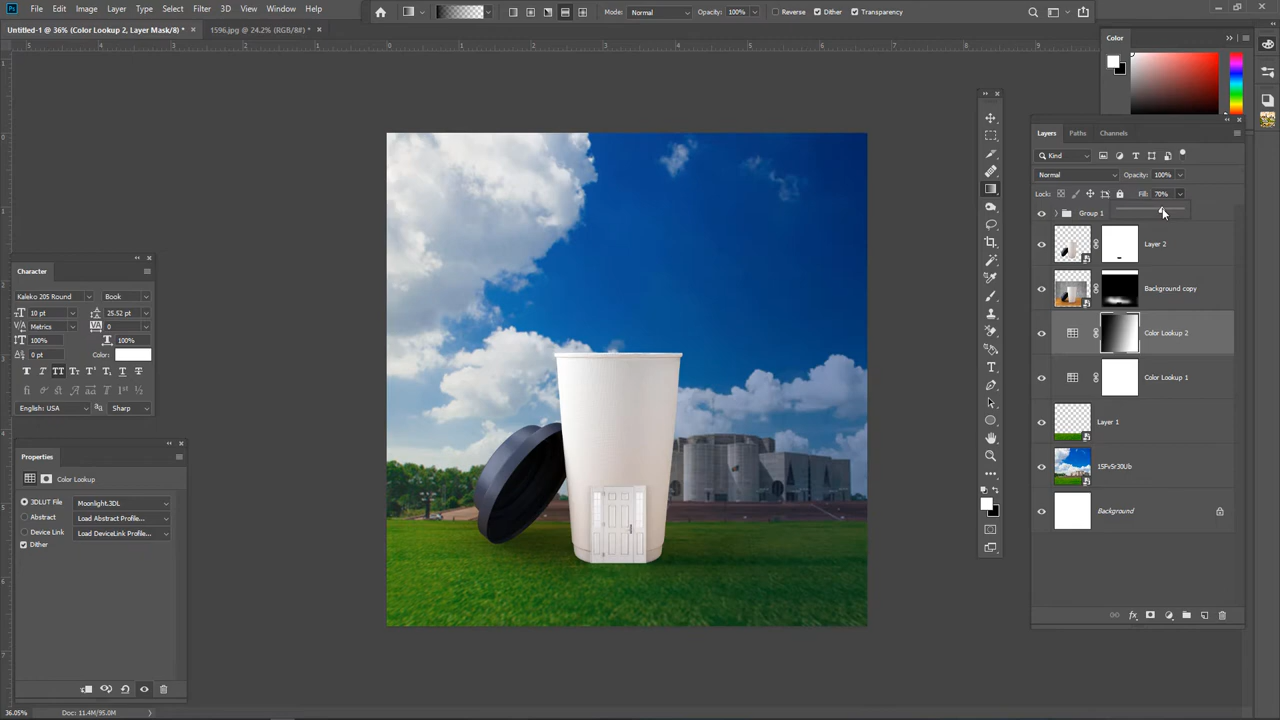 Ps File Edit Image Layer Type Select Filter 3D View Window Help
Mode: Normal Opacity: 100% Reverse Dither Transparency
Untitled-1 @ 36% (Color Lookup 2, Layer Mask/8) * × 1596.jpg @ 24.2% (RGB/8#) * ×
Color
Layers Paths Channels
Kind
Normal Opacity: 100%
Lock: Fill: 70%
Group 1
Layer 2
Background copy
Color Lookup 2
Color Lookup 1
Layer 1
1SFvSr30Ub
Background
Character
Kaleko 205 Round Book
10 pt 25.52 pt
Metrics 0
100% 100%
0 pt Color:
English: USA Sharp
Properties
Color Lookup
3DLUT File Moonlight.3DL
Abstract Load Abstract Profile...
Device Link Load DeviceLink Profile...
Dither
36.05% Doc: 11.4M/95.0M